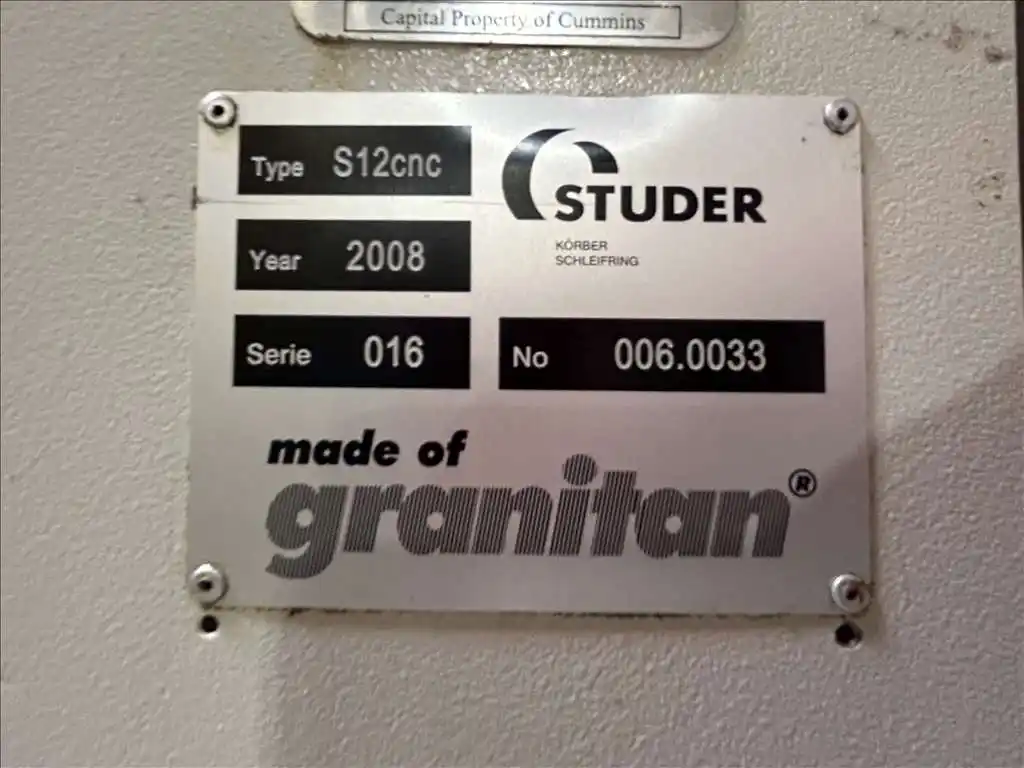 Capital Property of Cummins
Type S12cnc
STUDER
Year 2008
KÖRBER
SCHLEIFRING
Serie 016
No 006.0033
made of
granitan®